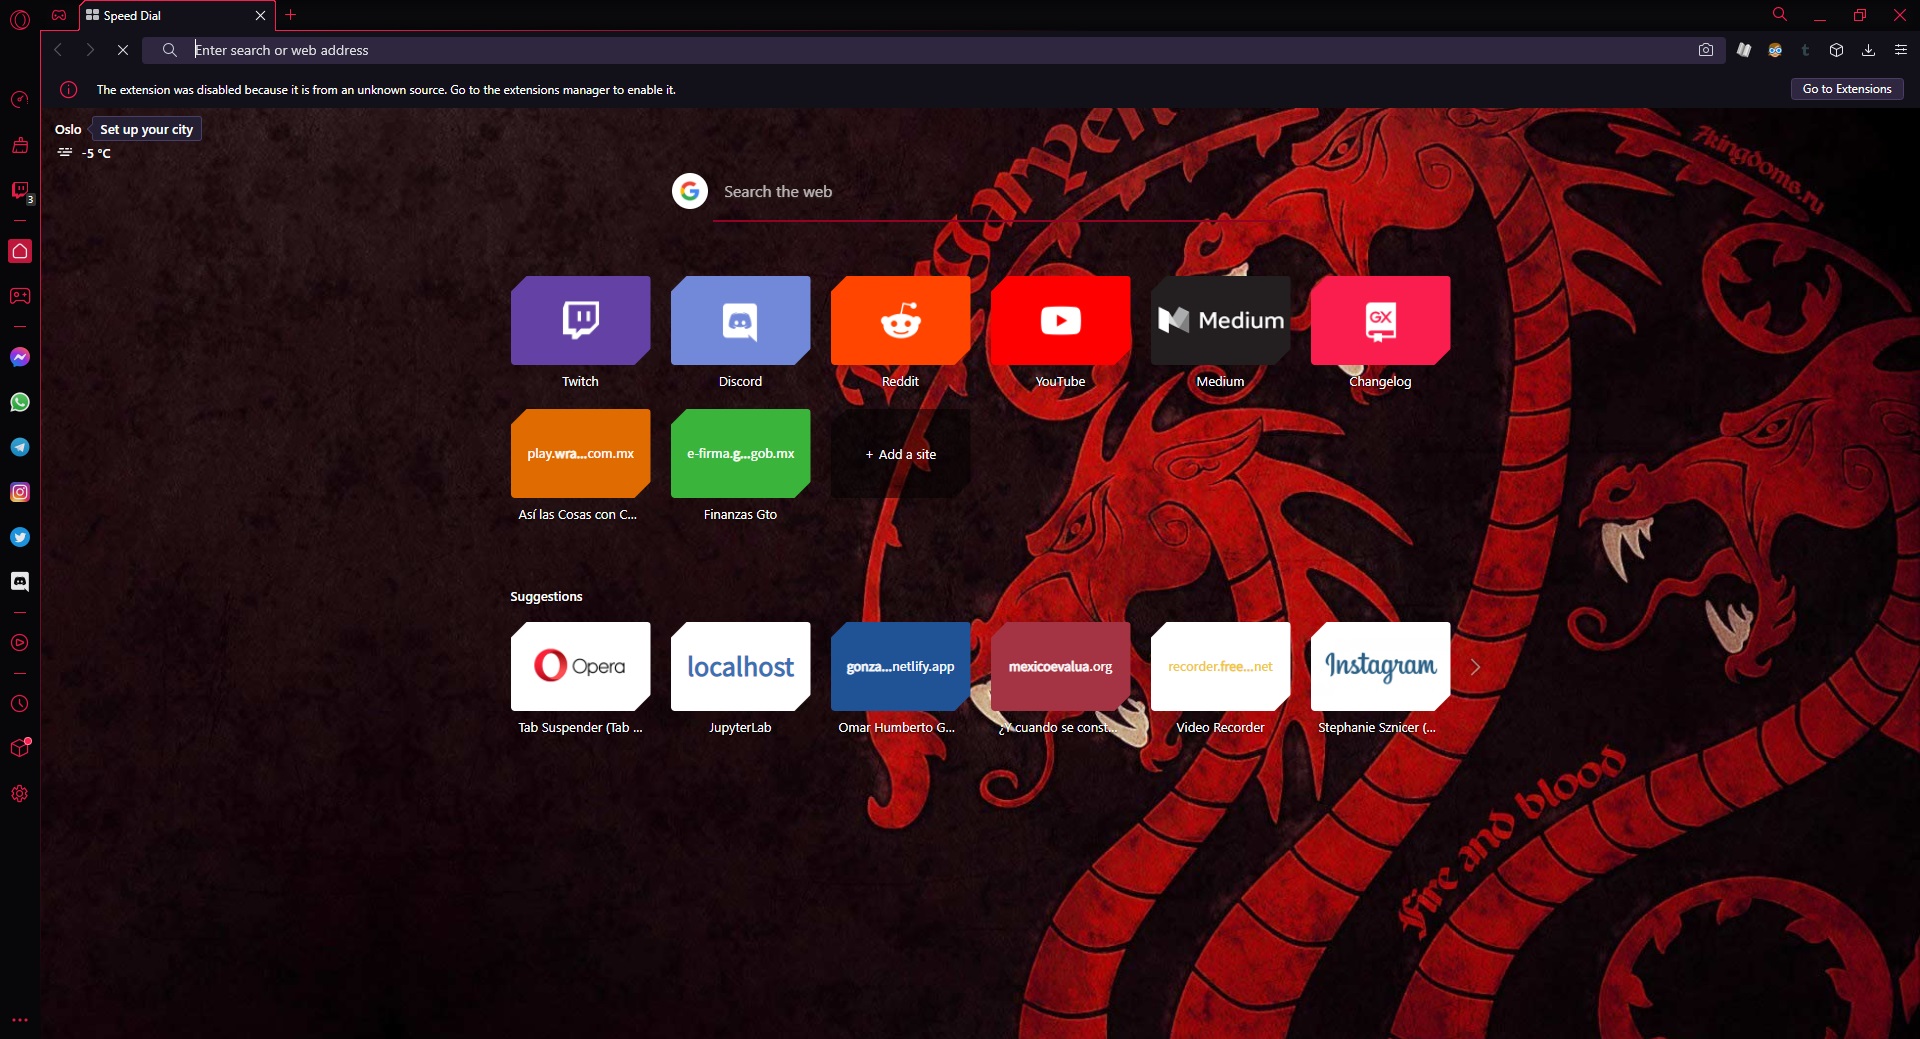 Speed Dial
Enter search or web address
The extension was disabled because it is from an unknown source. Go to the extensions manager to enable it.
Go to Extensions
Oslo
Set up your city
-5 °C
3
Search the web
7kingdoms.ru
Medium
GX
Twitch
Discord
Reddit
YouTube
Medium
Changelog
play.wra...com.mx
e-firma.g...gob.mx
+ Add a site
Así las Cosas con C...
Finanzas Gto
Suggestions
Opera
localhost
gonza...netlify.app
mexicoevalua.org
recorder.free...net
Instagram
Tab Suspender (Tab ...
JupyterLab
Omar Humberto G...
¿Y cuando se const...
Video Recorder
Stephanie Sznicer (...
Fire and blood